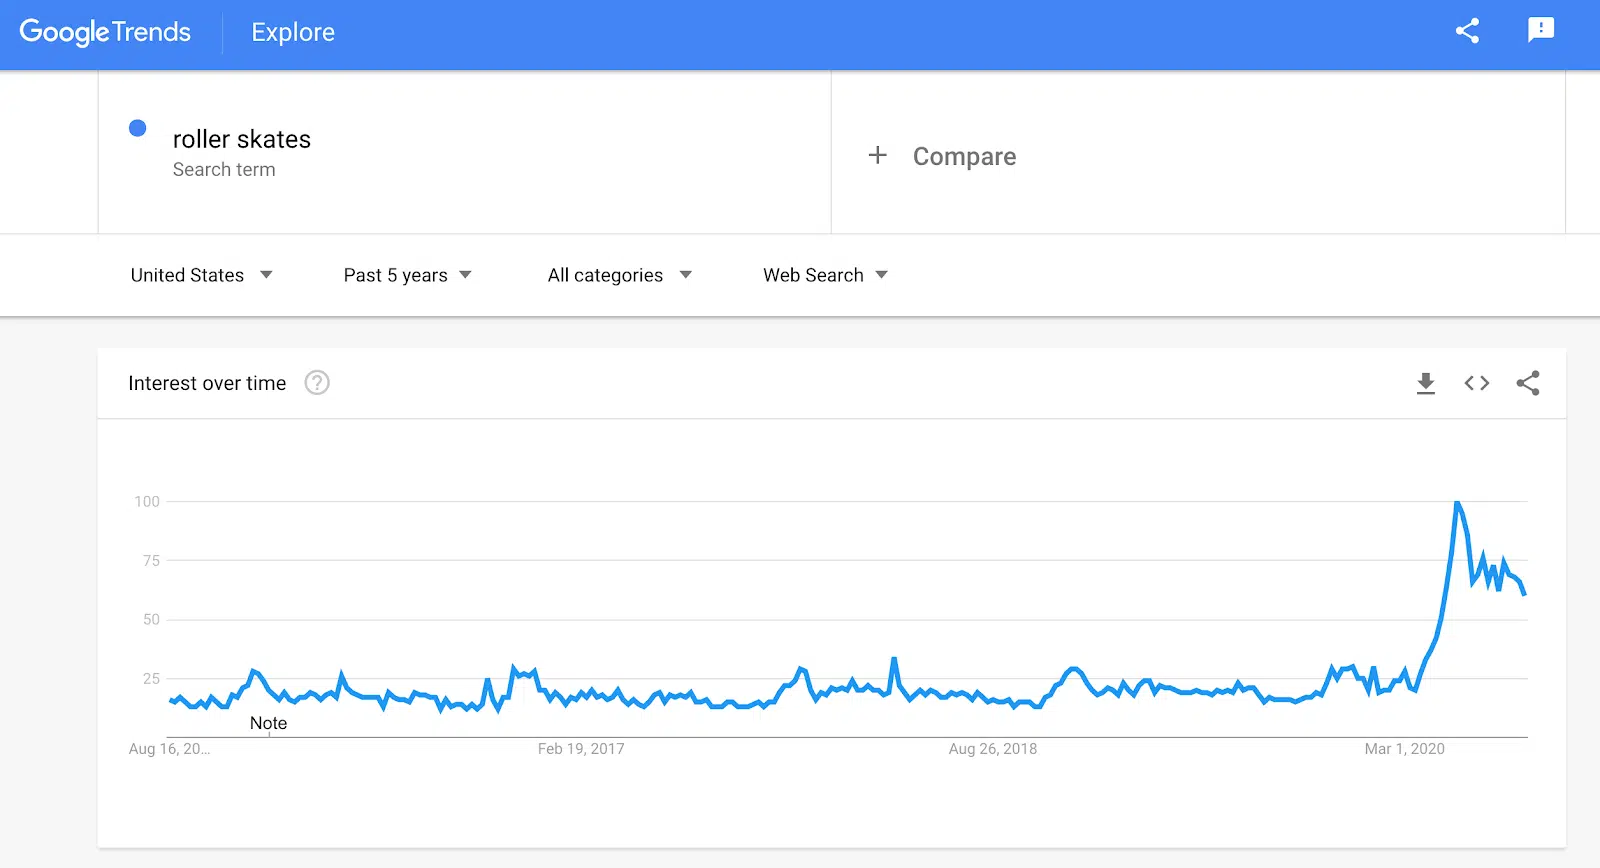 Google Trends Explore
roller skates
Search term
+ Compare
United States Past 5 years All categories Web Search
Interest over time ?
100
75
50
25
Note
Aug 16, 20... Feb 19, 2017 Aug 26, 2018 Mar 1, 2020